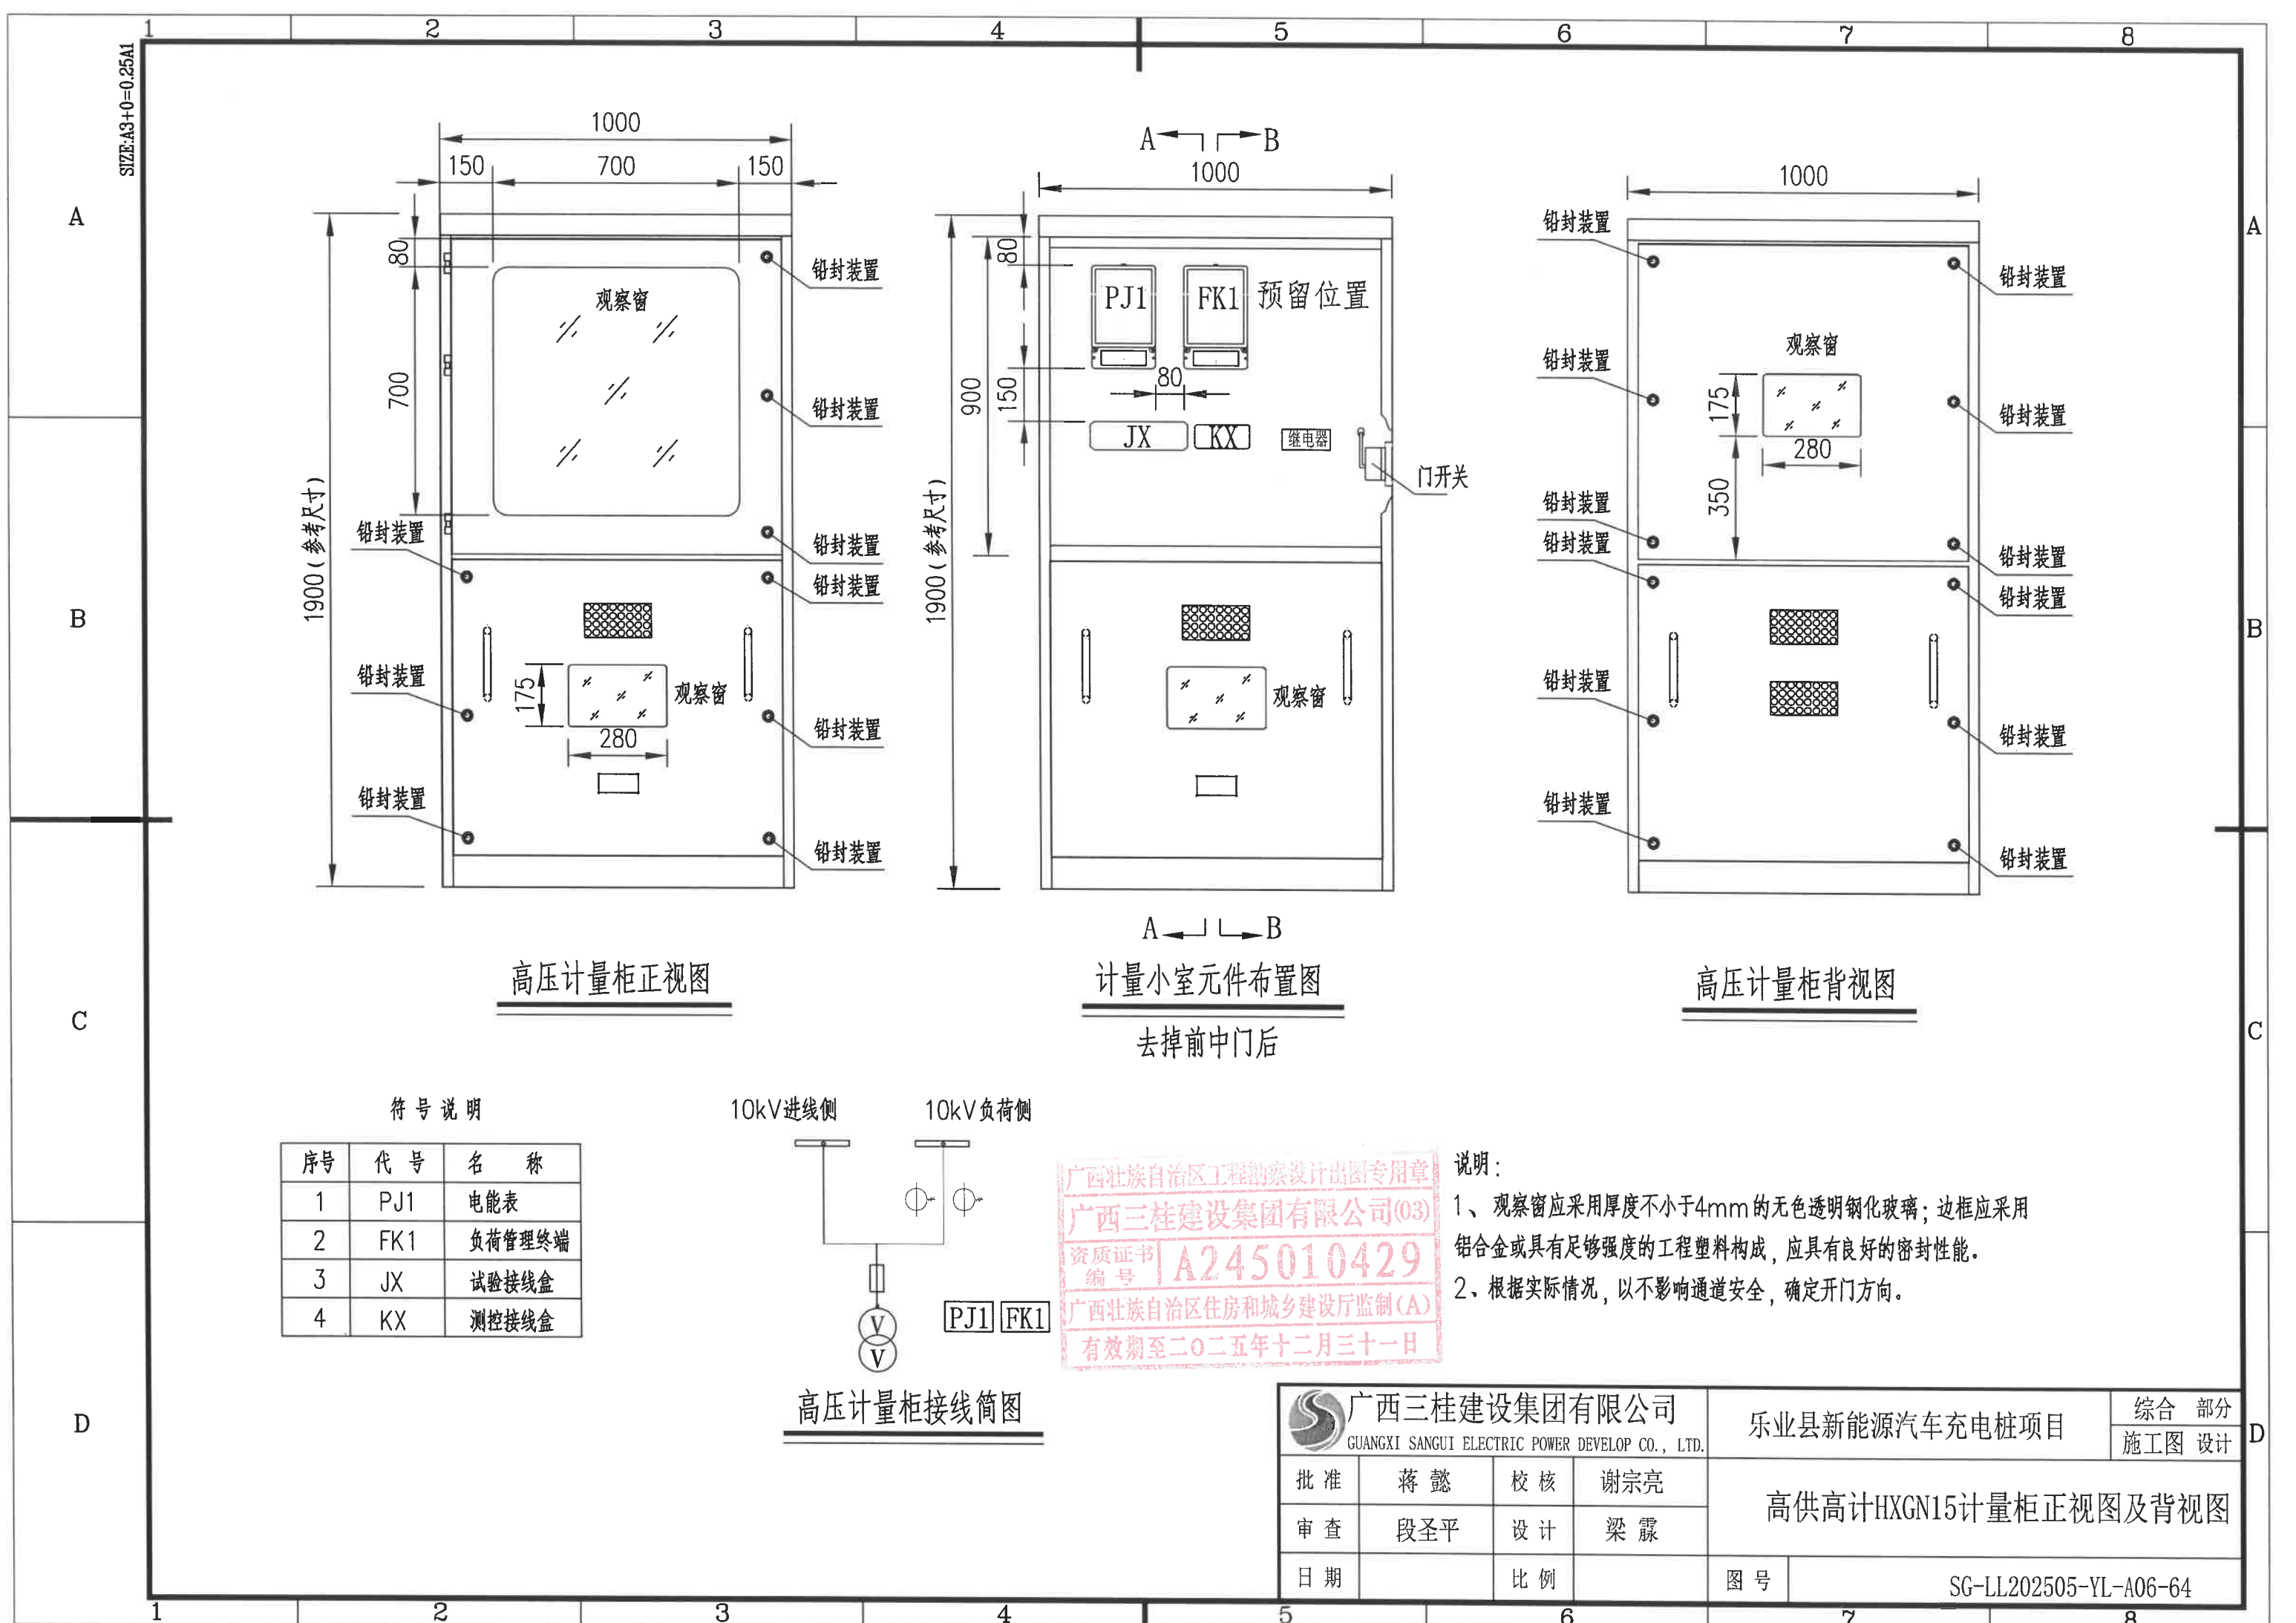 1 2 3 4 5 6 7 8
SIZE:A3+0=0.25A1
A
B
C
D
A
B
C
D
1000
150 700 150
80
700
1900(参考尺寸)
观察窗
铅封装置
铅封装置
铅封装置
铅封装置
铅封装置
铅封装置
铅封装置
铅封装置
铅封装置
175
280
观察窗
高压计量柜正视图
A B
1000
80
900
150
1900(参考尺寸)
PJ1 FK1 预留位置
80
JX KX 继电器
门开关
观察窗
A B
计量小室元件布置图
去掉前中门后
1000
铅封装置
铅封装置
铅封装置
铅封装置
铅封装置
铅封装置
铅封装置
铅封装置
铅封装置
铅封装置
铅封装置
铅封装置
观察窗
175
280
350
高压计量柜背视图
符号说明
序号 代号 名称
1 PJ1 电能表
2 FK1 负荷管理终端
3 JX 试验接线盒
4 KX 测控接线盒
10kV进线侧 10kV负荷侧
V
V
PJ1 FK1
高压计量柜接线简图
广西壮族自治区工程勘察设计出图专用章
广西三桂建设集团有限公司(03)
资质证书编号 A245010429
广西壮族自治区住房和城乡建设厅监制(A)
有效期至二〇二五年十二月三十一日
说明:
1、观察窗应采用厚度不小于4mm的无色透明钢化玻璃;边框应采用
铝合金或具有足够强度的工程塑料构成,应具有良好的密封性能。
2、根据实际情况,以不影响通道安全,确定开门方向。
广西三桂建设集团有限公司
GUANGXI SANGUI ELECTRIC POWER DEVELOP CO., LTD.
乐业县新能源汽车充电桩项目
综合 部分
施工图 设计
批准 蒋懿 校核 谢宗亮
审查 段圣平 设计 梁霖
日期 比例
高供高计HXGN15计量柜正视图及背视图
图号 SG-LL202505-YL-A06-64
1 2 3 4 5 6 7 8